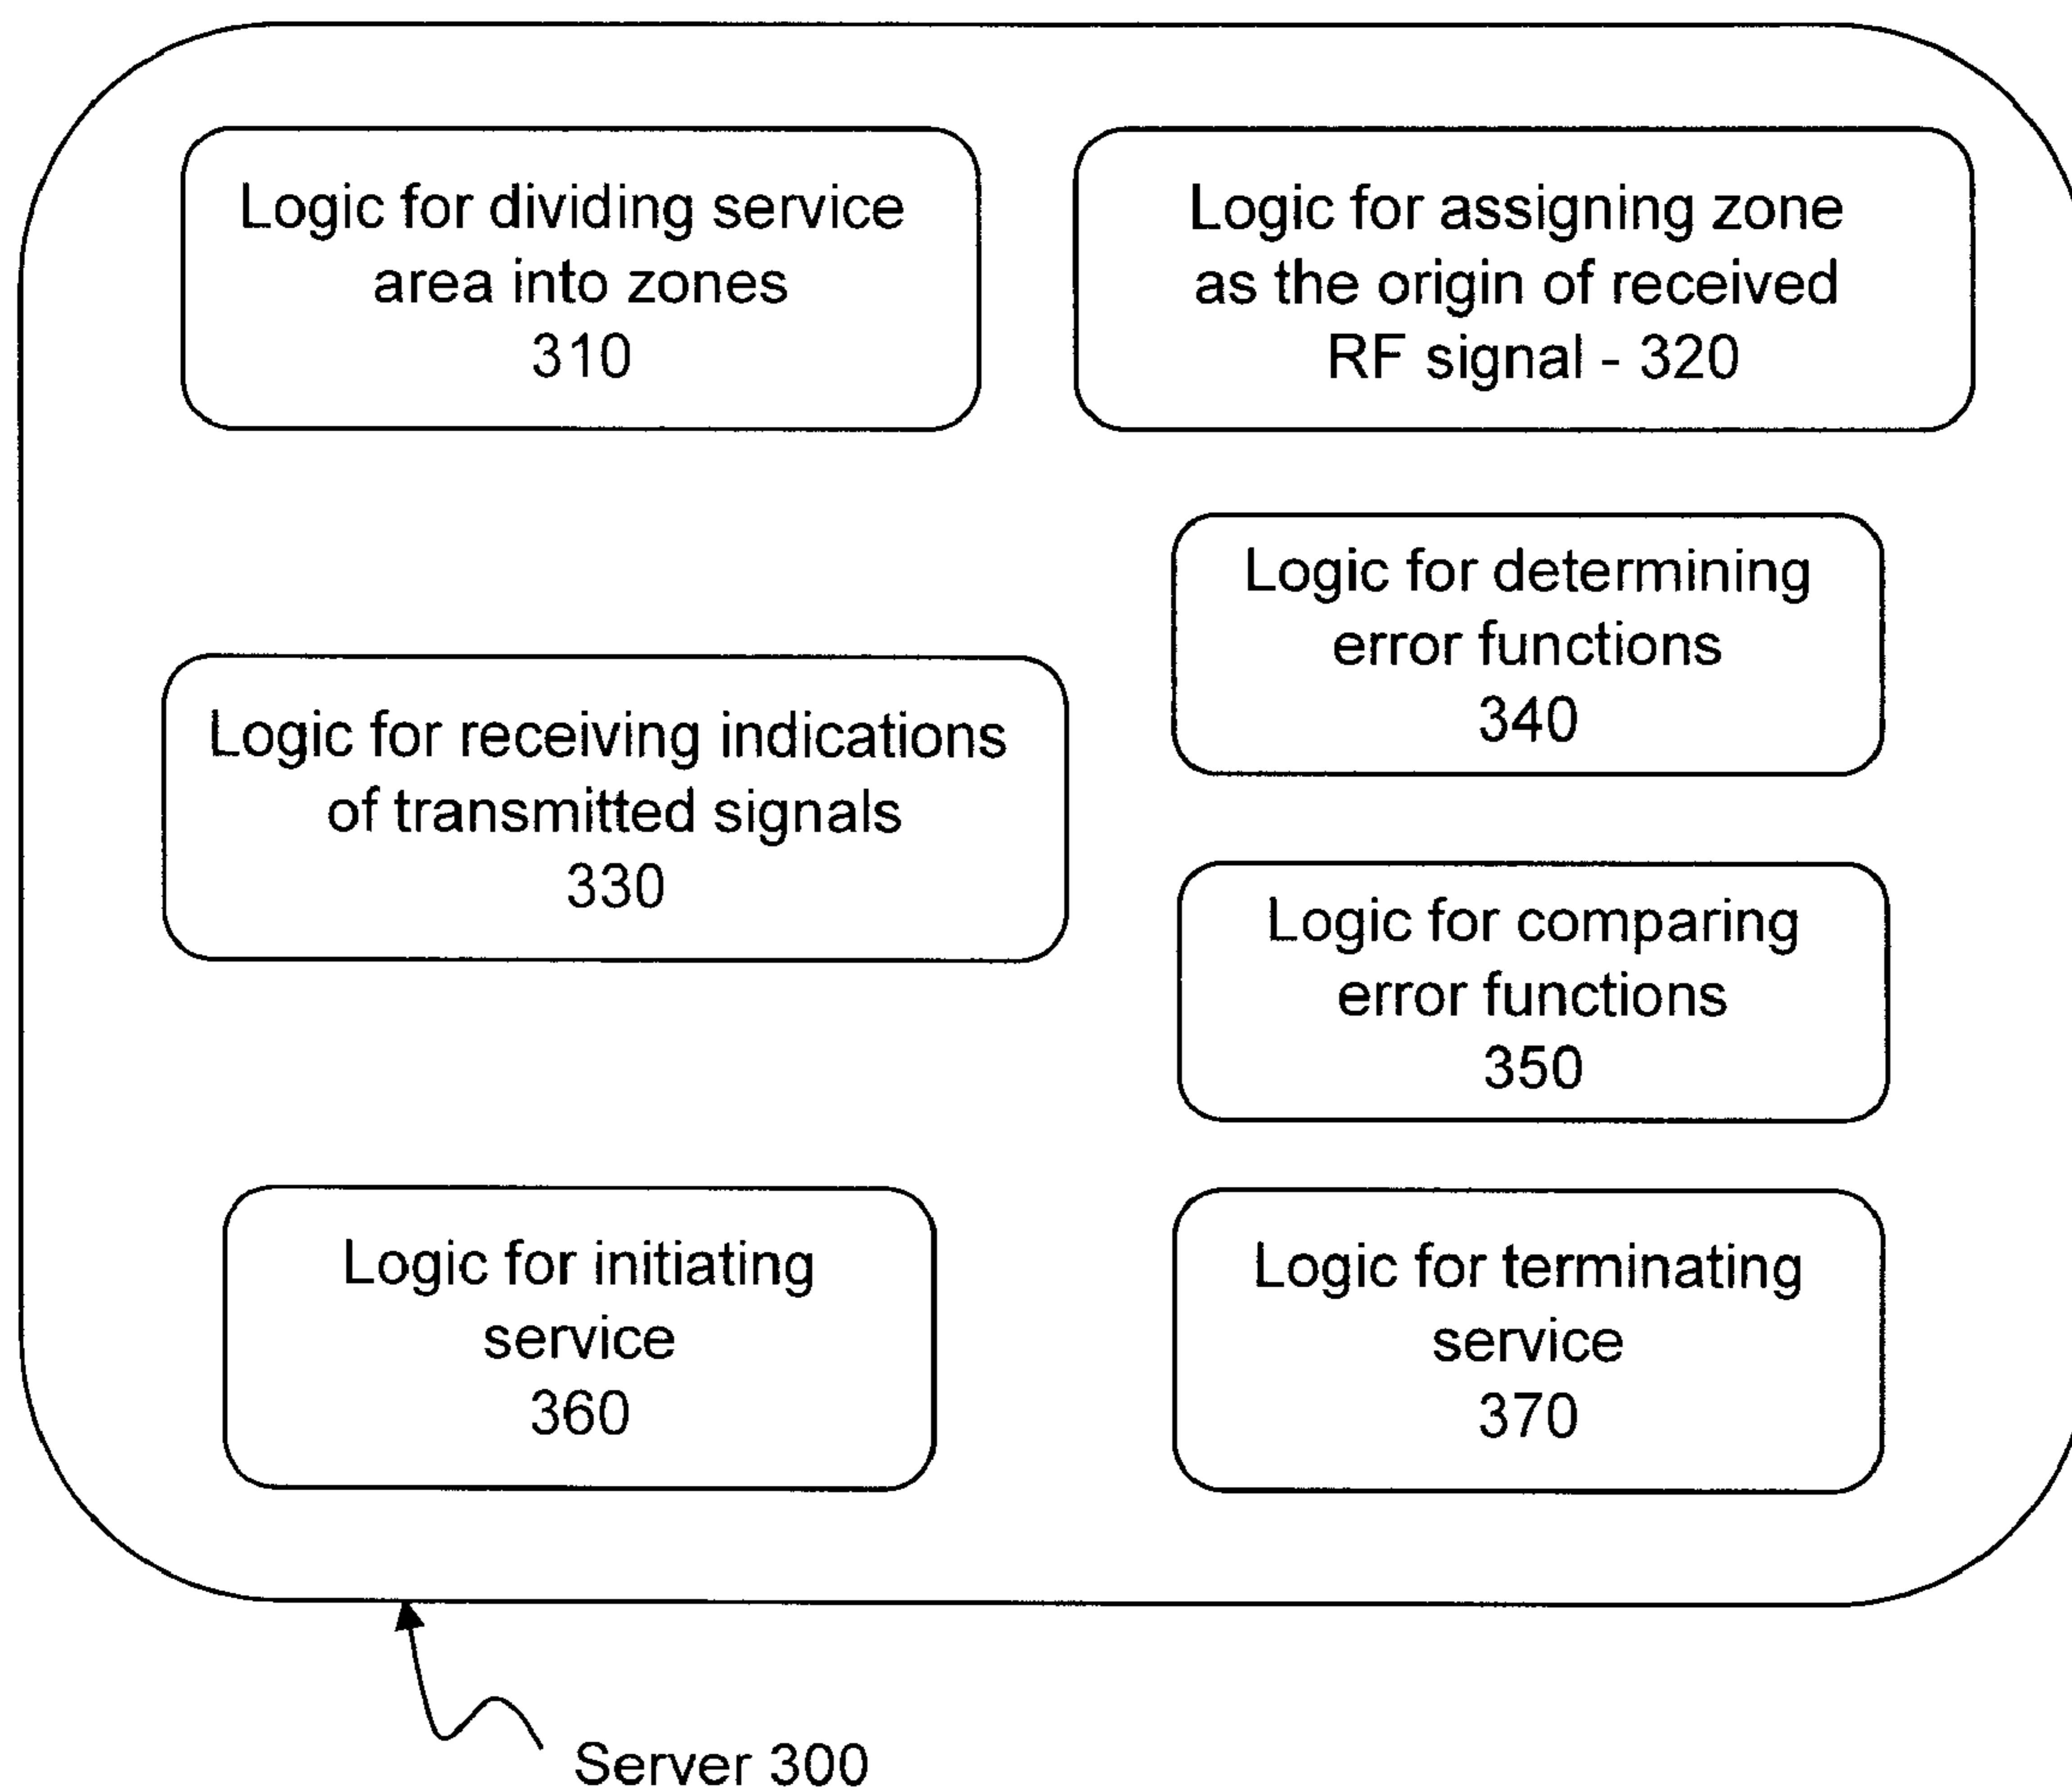 Logic for dividing service
area into zones
310
Logic for assigning zone
as the origin of received
RF signal - 320
Logic for receiving indications
of transmitted signals
330
Logic for determining
error functions
340
Logic for comparing
error functions
350
Logic for initiating
service
360
Logic for terminating
service
370
Server 300